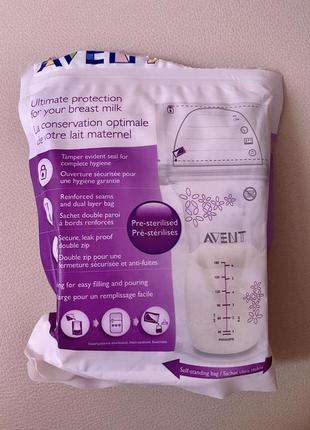 AVENT
Ultimate protection
for your breast milk
La conservation optimale
de votre lait maternel
Tamper evident seal for
complete hygiene
Ouverture sécurisée pour
une hygiène garantie
Reinforced seams
and dual layer bag
Sachet double paroi
à bords renforcés
Secure, leak proof
double zip
Double zip pour une
fermeture sécurisée et anti-fuites
ing for easy filling and pouring
large pour un remplissage facile
Pre-sterilised
Pré-stérilisés
AVENT
180
PHILIPS
Self-standing bag / Sachet